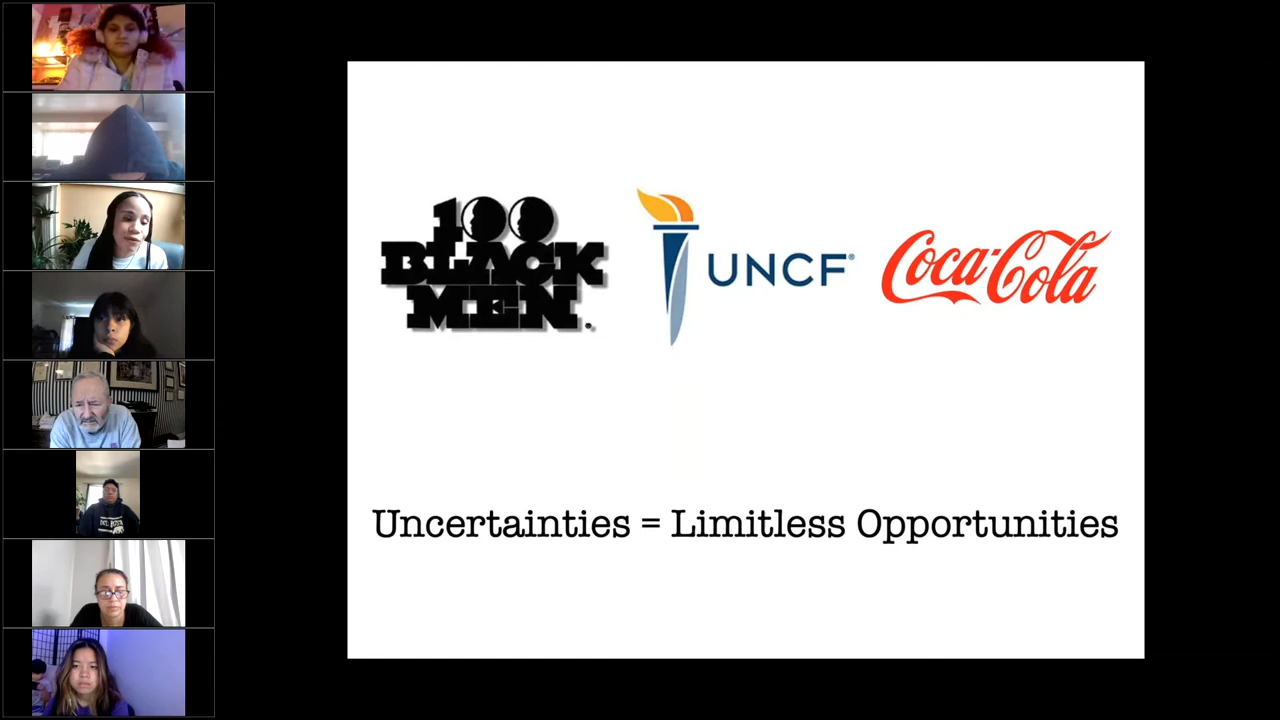 100
BLACK
MEN.
UNCF®
Coca-Cola
Uncertainties = Limitless Opportunities